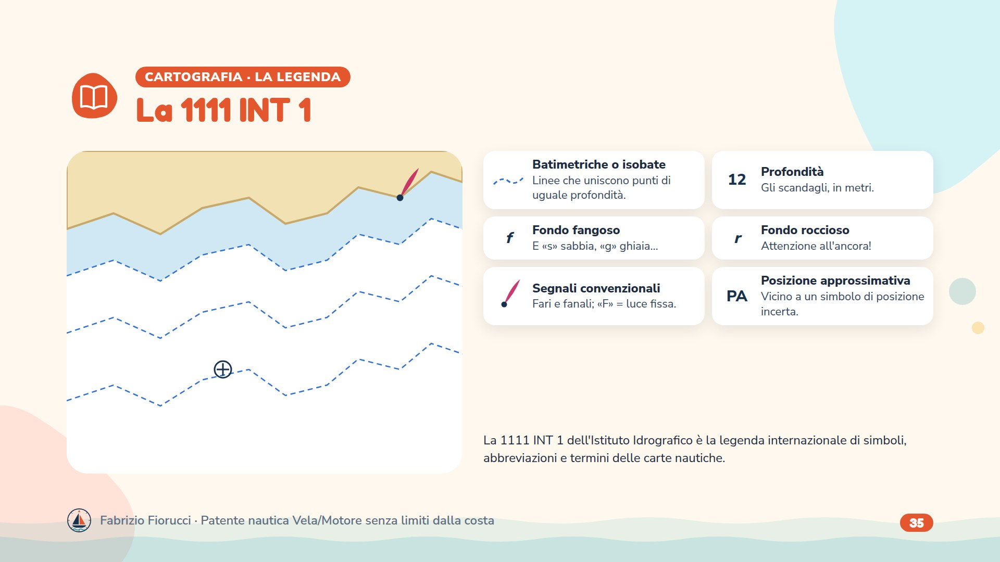 CARTOGRAFIA · LA LEGENDA
La 1111 INT 1
Batimetriche o isobate
Linee che uniscono punti di
uguale profondità.
12
Profondità
Gli scandagli, in metri.
f
Fondo fangoso
E «s» sabbia, «g» ghiaia...
r
Fondo roccioso
Attenzione all'ancora!
Segnali convenzionali
Fari e fanali; «F» = luce fissa.
PA
Posizione approssimativa
Vicino a un simbolo di posizione
incerta.
La 1111 INT 1 dell'Istituto Idrografico è la legenda internazionale di simboli,
abbreviazioni e termini delle carte nautiche.
Fabrizio Fiorucci · Patente nautica Vela/Motore senza limiti dalla costa
35